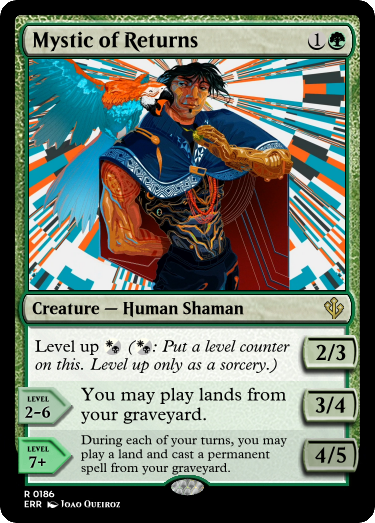 Mystic of Returns 1
Creature — Human Shaman
Level up (: Put a level counter
on this. Level up only as a sorcery.)
2/3
LEVEL
2-6
You may play lands from
your graveyard.
3/4
LEVEL
7+
During each of your turns, you may
play a land and cast a permanent
spell from your graveyard.
4/5
R 0186
ERR Joao Queiroz